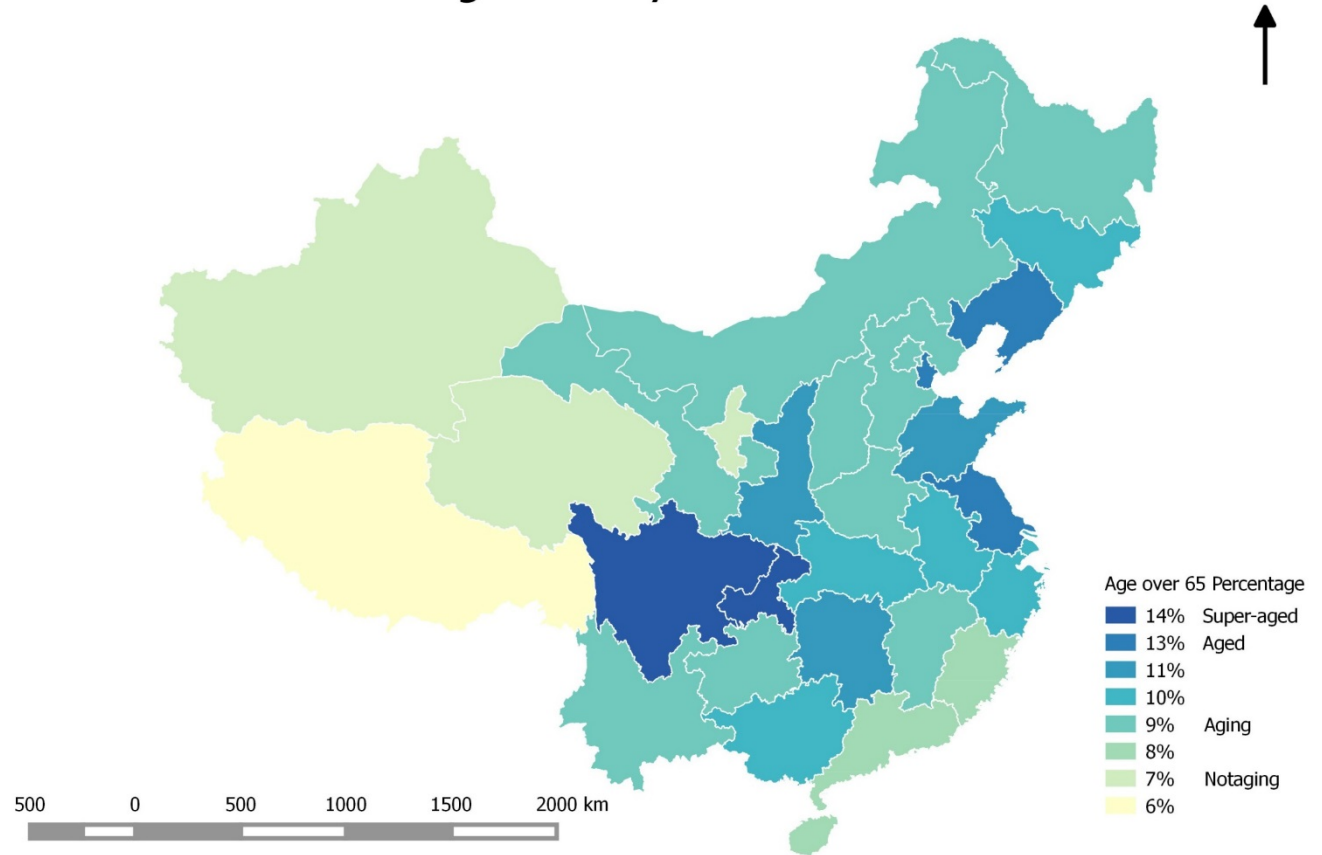 Age over 65 Percentage
14% Super-aged
13% Aged
11%
10%
9% Aging
8%
7% Notaging
6%
500 0 500 1000 1500 2000 km